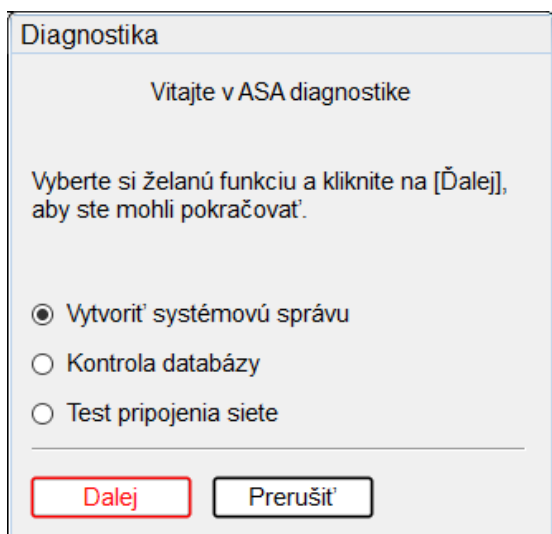 Diagnostika
Vitajte v ASA diagnostike
Vyberte si želanú funkciu a kliknite na [Ďalej],
aby ste mohli pokračovať.
Vytvoriť systémovú správu
Kontrola databázy
Test pripojenia siete
Dalej
Prerušiť